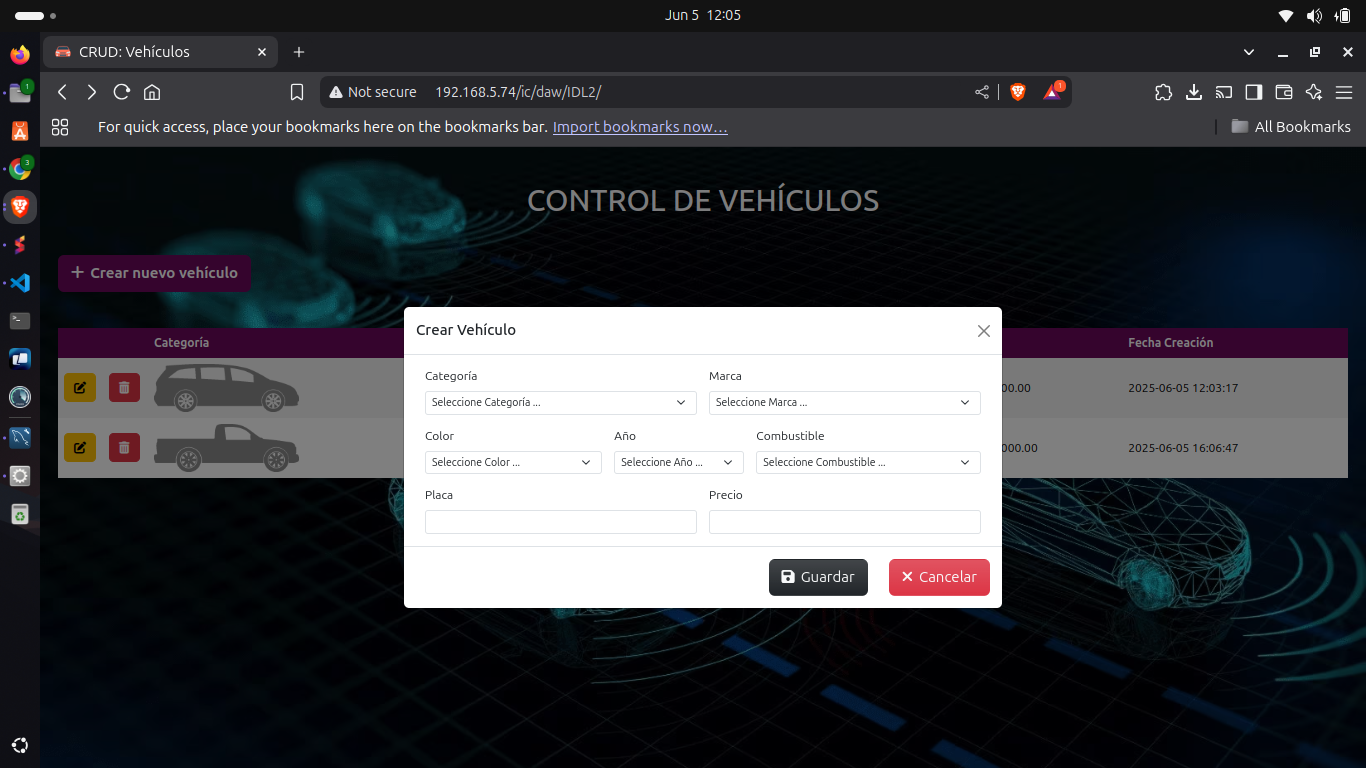 Jun 5 12:05
CRUD: Vehículos
Not secure 192.168.5.74/ic/daw/IDL2/
1
For quick access, place your bookmarks here on the bookmarks bar. Import bookmarks now...
All Bookmarks
1
3
CONTROL DE VEHÍCULOS
+ Crear nuevo vehículo
Categoría
Fecha Creación
00.00
2025-06-05 12:03:17
000.00
2025-06-05 16:06:47
Crear Vehículo
Categoría Marca
Seleccione Categoría ... Seleccione Marca ...
Color Año Combustible
Seleccione Color ... Seleccione Año ... Seleccione Combustible ...
Placa Precio
Guardar Cancelar